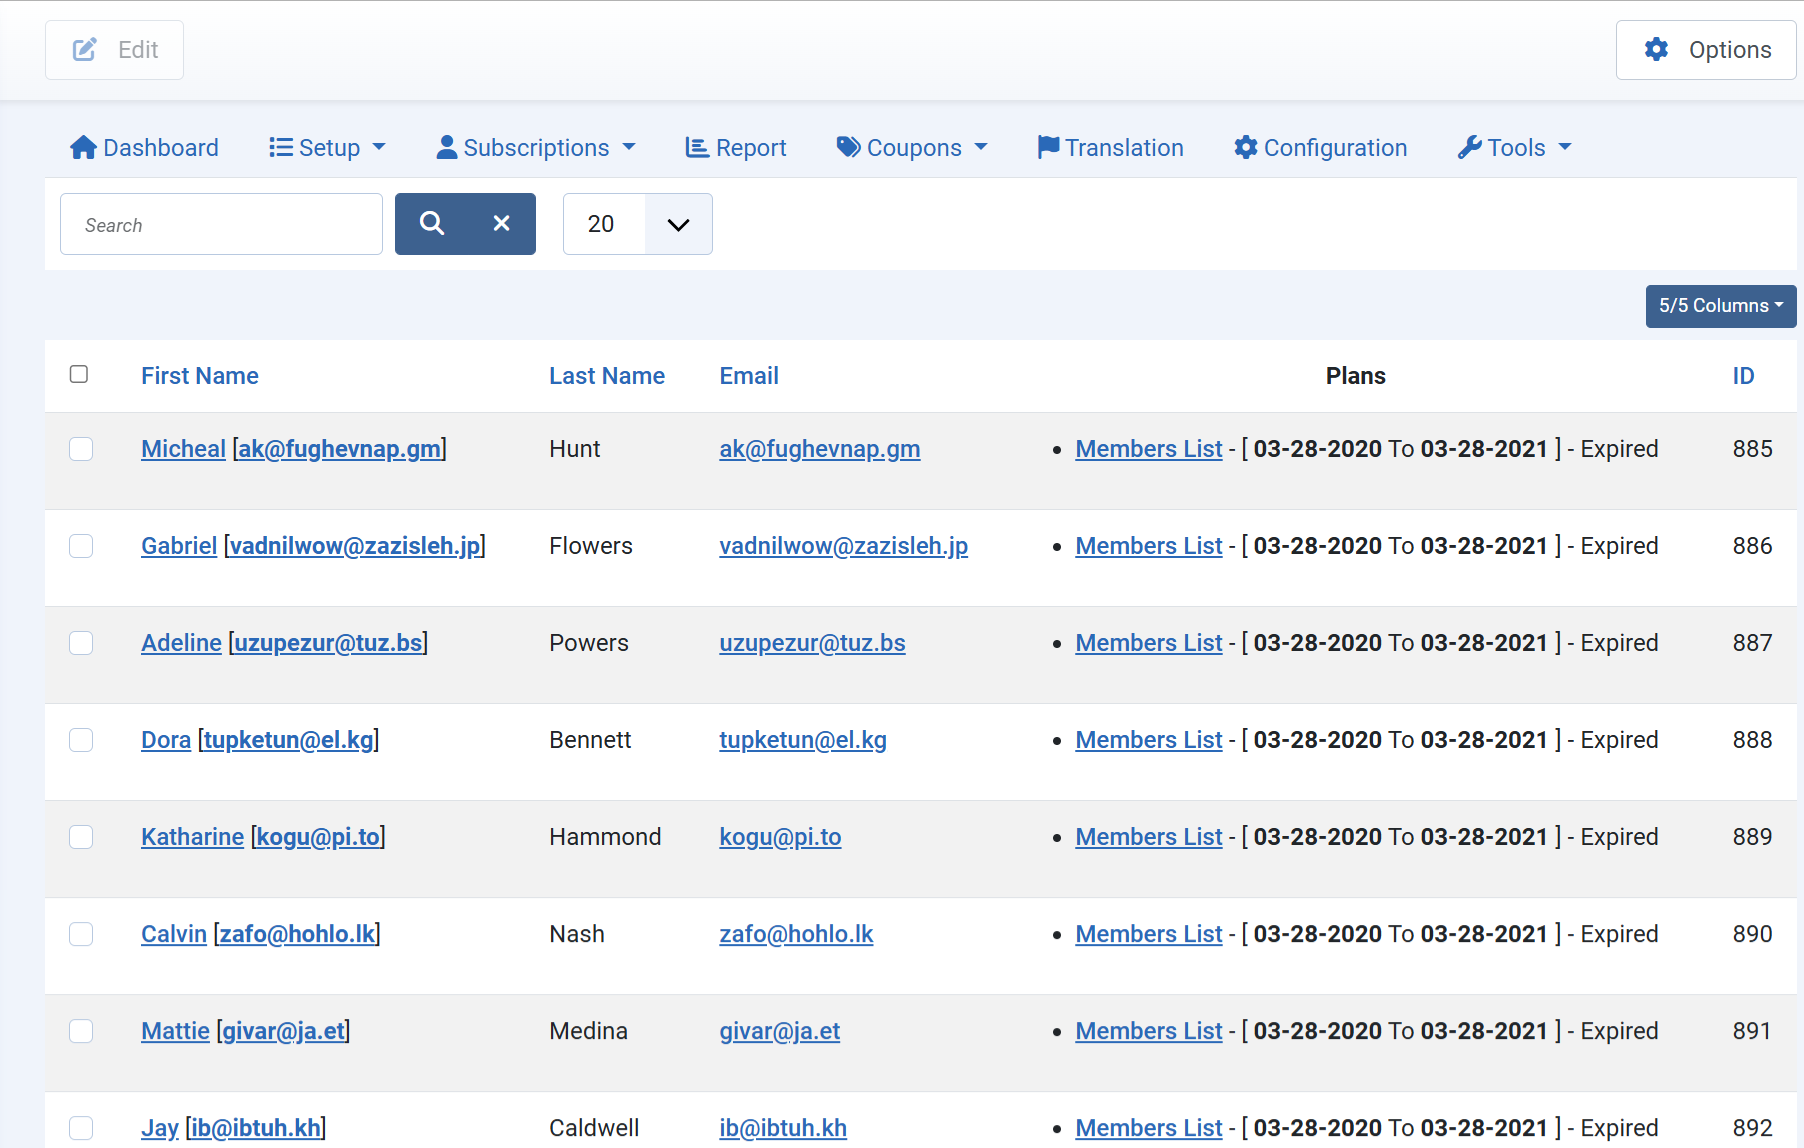 Edit Options
Dashboard Setup Subscriptions Report Coupons Translation Configuration Tools
Search 20
5/5 Columns
First Name Last Name Email Plans ID
Micheal [ak@fughevnap.gm] Hunt ak@fughevnap.gm • Members List - [ 03-28-2020 To 03-28-2021 ] - Expired 885
Gabriel [vadnilwow@zazisleh.jp] Flowers vadnilwow@zazisleh.jp • Members List - [ 03-28-2020 To 03-28-2021 ] - Expired 886
Adeline [uzupezur@tuz.bs] Powers uzupezur@tuz.bs • Members List - [ 03-28-2020 To 03-28-2021 ] - Expired 887
Dora [tupketun@el.kg] Bennett tupketun@el.kg • Members List - [ 03-28-2020 To 03-28-2021 ] - Expired 888
Katharine [kogu@pi.to] Hammond kogu@pi.to • Members List - [ 03-28-2020 To 03-28-2021 ] - Expired 889
Calvin [zafo@hohlo.lk] Nash zafo@hohlo.lk • Members List - [ 03-28-2020 To 03-28-2021 ] - Expired 890
Mattie [givar@ja.et] Medina givar@ja.et • Members List - [ 03-28-2020 To 03-28-2021 ] - Expired 891
Jay [ib@ibtuh.kh] Caldwell ib@ibtuh.kh • Members List - [ 03-28-2020 To 03-28-2021 ] - Expired 892